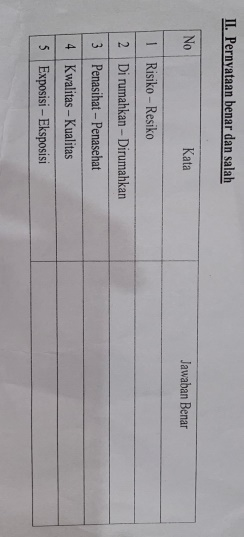 II. Pernyataan benar dan salah
No Kata Jawaban Benar
1 Risiko – Resiko
2 Di rumahkan – Dirumahkan
3 Penasihat – Penasehat
4 Kwalitas – Kualitas
5 Exposisi – Eksposisi